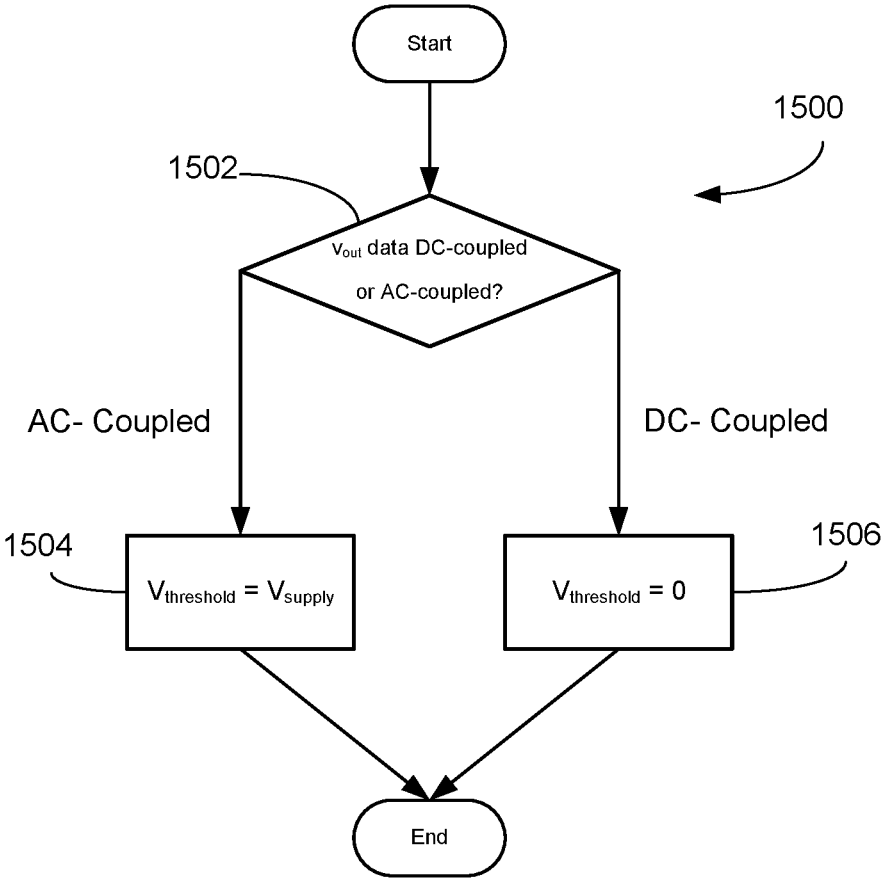 Start
1500
1502
vout data DC-coupled
or AC-coupled?
AC- Coupled
DC- Coupled
1504
1506
Vthreshold = Vsupply
Vthreshold = 0
End